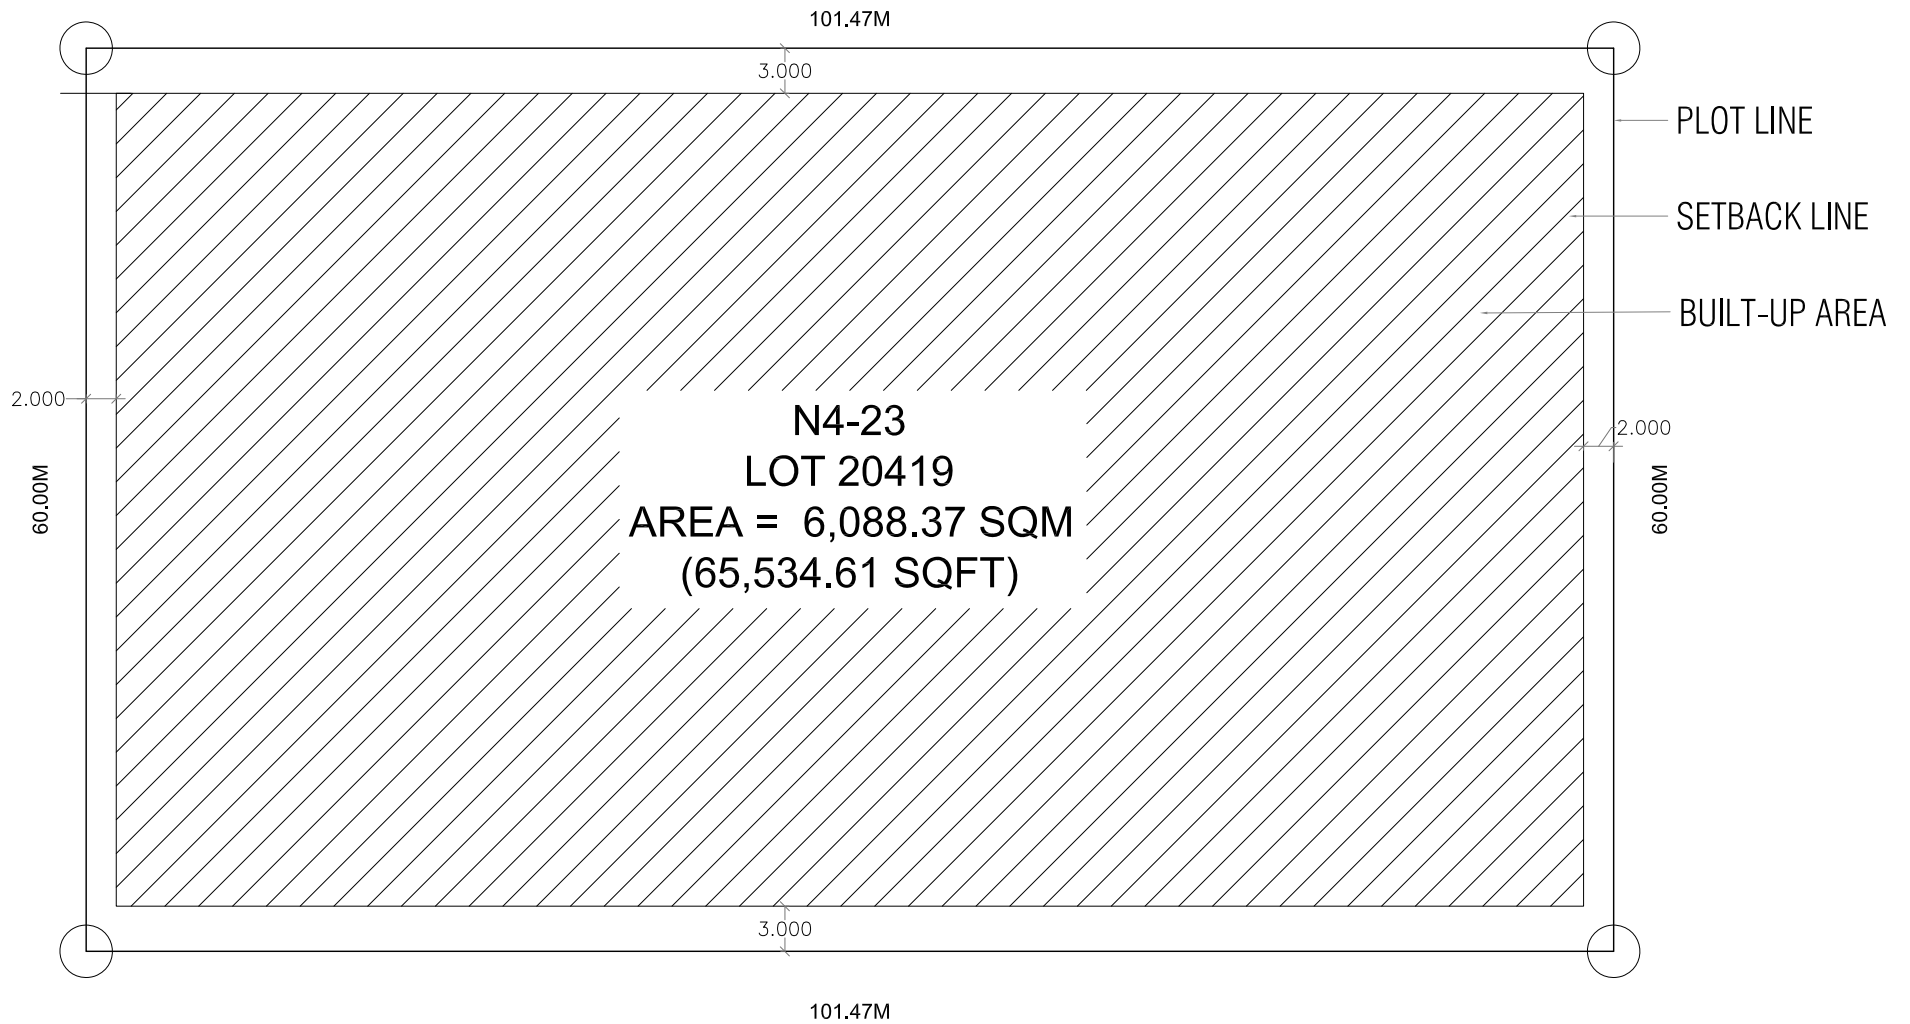 101.47M
3.000
PLOT LINE
SETBACK LINE
BUILT-UP AREA
2.000
N4-23
2.000
LOT 20419
60.00M
60.00M
AREA = 6,088.37 SQM
(65,534.61 SQFT)
3.000
101.47M